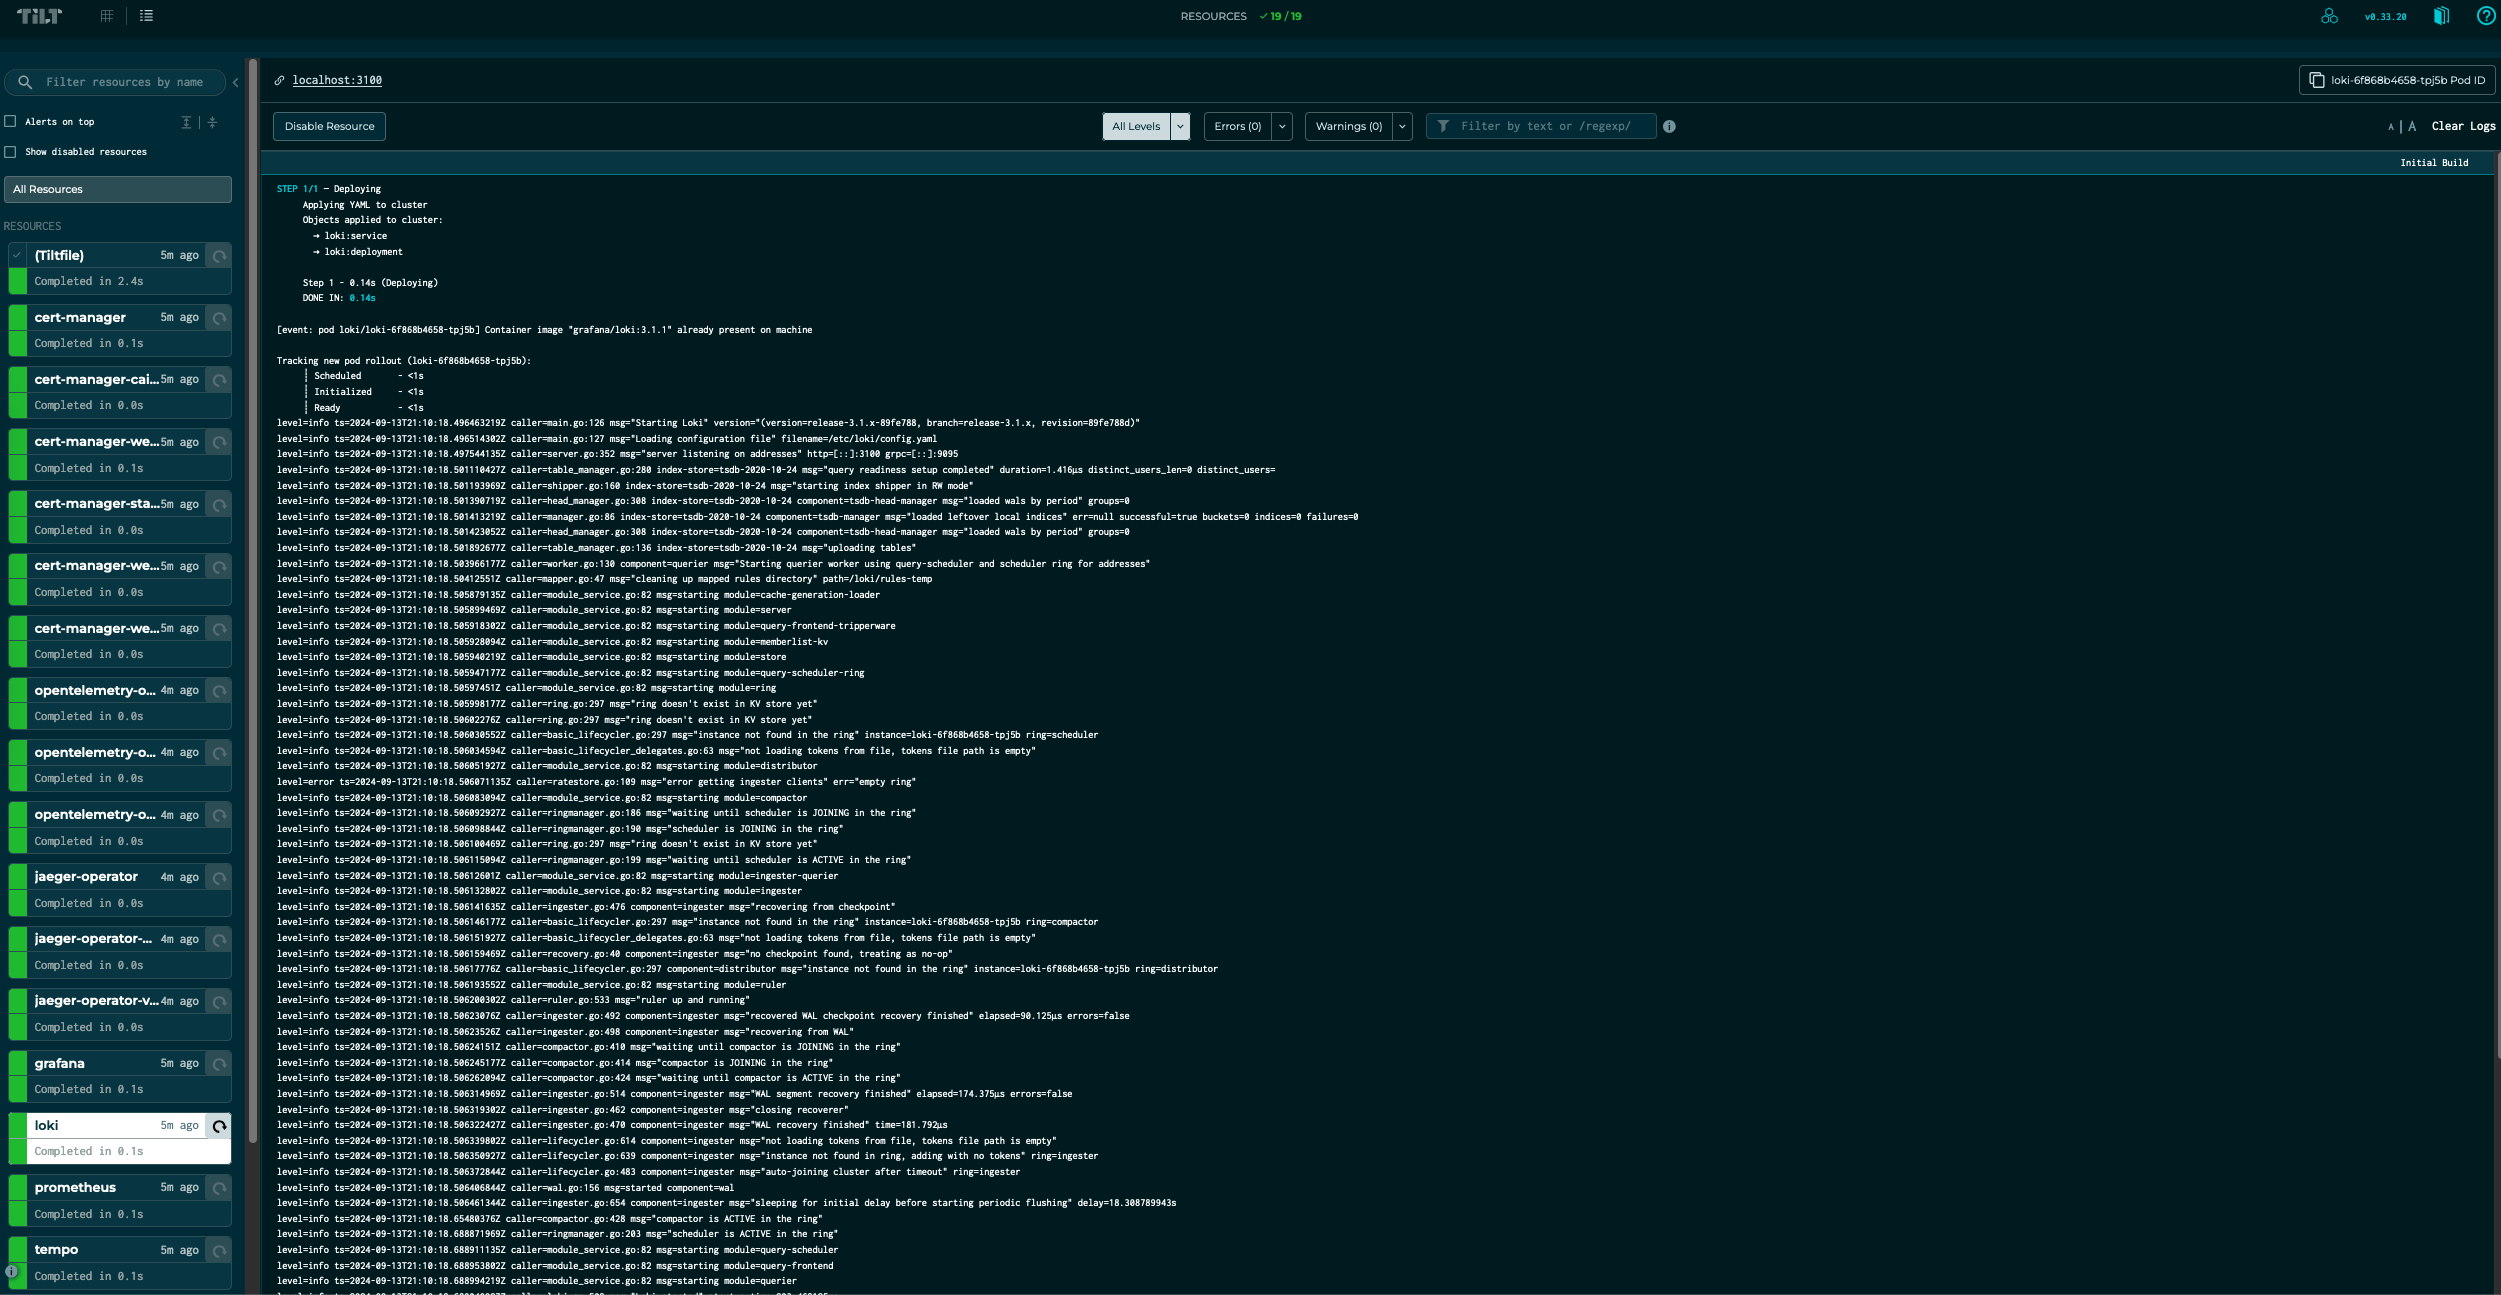 TILT
RESOURCES 19 / 19
v0.33.20
Filter resources by name
Alerts on top
Show disabled resources
All Resources
RESOURCES
(Tiltfile) 5m ago
Completed in 2.4s
cert-manager 5m ago
Completed in 0.1s
cert-manager-cai... 5m ago
Completed in 0.0s
cert-manager-we... 5m ago
Completed in 0.1s
cert-manager-sta... 5m ago
Completed in 0.0s
cert-manager-we... 5m ago
Completed in 0.0s
cert-manager-we... 5m ago
Completed in 0.0s
opentelemetry-o... 4m ago
Completed in 0.0s
opentelemetry-o... 4m ago
Completed in 0.0s
opentelemetry-o... 4m ago
Completed in 0.0s
jaeger-operator 4m ago
Completed in 0.0s
jaeger-operator-... 4m ago
Completed in 0.0s
jaeger-operator-v... 4m ago
Completed in 0.0s
grafana 5m ago
Completed in 0.1s
loki 5m ago
Completed in 0.1s
prometheus 5m ago
Completed in 0.1s
tempo 5m ago
Completed in 0.1s
localhost:3100
loki-6f868b4658-tpj5b Pod ID
Disable Resource
All Levels
Errors (0)
Warnings (0)
Filter by text or /regexp/
A | A
Clear Logs
Initial Build
STEP 1/1 — Deploying
Applying YAML to cluster
Objects applied to cluster:
→ loki:service
→ loki:deployment
Step 1 - 0.14s (Deploying)
DONE IN: 0.14s
[event: pod loki/loki-6f868b4658-tpj5b] Container image "grafana/loki:3.1.1" already present on machine
Tracking new pod rollout (loki-6f868b4658-tpj5b):
┊ Scheduled - <1s
┊ Initialized - <1s
┊ Ready - <1s
level=info ts=2024-09-13T21:10:18.496463219Z caller=main.go:126 msg="Starting Loki" version="(version=release-3.1.x-89fe788, branch=release-3.1.x, revision=89fe788d)"
level=info ts=2024-09-13T21:10:18.496514302Z caller=main.go:127 msg="Loading configuration file" filename=/etc/loki/config.yaml
level=info ts=2024-09-13T21:10:18.497544135Z caller=server.go:352 msg="server listening on addresses" http=[::]:3100 grpc=[::]:9095
level=info ts=2024-09-13T21:10:18.501110427Z caller=table_manager.go:280 index-store=tsdb-2020-10-24 msg="query readiness setup completed" duration=1.416µs distinct_users_len=0 distinct_users=
level=info ts=2024-09-13T21:10:18.501193969Z caller=shipper.go:160 index-store=tsdb-2020-10-24 msg="starting index shipper in RW mode"
level=info ts=2024-09-13T21:10:18.501390719Z caller=head_manager.go:308 index-store=tsdb-2020-10-24 component=tsdb-head-manager msg="loaded wals by period" groups=0
level=info ts=2024-09-13T21:10:18.501413219Z caller=manager.go:86 index-store=tsdb-2020-10-24 component=tsdb-manager msg="loaded leftover local indices" err=null successful=true buckets=0 indices=0 failures=0
level=info ts=2024-09-13T21:10:18.501423052Z caller=head_manager.go:308 index-store=tsdb-2020-10-24 component=tsdb-head-manager msg="loaded wals by period" groups=0
level=info ts=2024-09-13T21:10:18.501892677Z caller=table_manager.go:136 index-store=tsdb-2020-10-24 msg="uploading tables"
level=info ts=2024-09-13T21:10:18.503966177Z caller=worker.go:130 component=querier msg="Starting querier worker using query-scheduler and scheduler ring for addresses"
level=info ts=2024-09-13T21:10:18.50412551Z caller=mapper.go:47 msg="cleaning up mapped rules directory" path=/loki/rules-temp
level=info ts=2024-09-13T21:10:18.505879135Z caller=module_service.go:82 msg=starting module=cache-generation-loader
level=info ts=2024-09-13T21:10:18.505899469Z caller=module_service.go:82 msg=starting module=server
level=info ts=2024-09-13T21:10:18.505918302Z caller=module_service.go:82 msg=starting module=query-frontend-tripperware
level=info ts=2024-09-13T21:10:18.505928094Z caller=module_service.go:82 msg=starting module=memberlist-kv
level=info ts=2024-09-13T21:10:18.505940219Z caller=module_service.go:82 msg=starting module=store
level=info ts=2024-09-13T21:10:18.505947177Z caller=module_service.go:82 msg=starting module=query-scheduler-ring
level=info ts=2024-09-13T21:10:18.50597451Z caller=module_service.go:82 msg=starting module=ring
level=info ts=2024-09-13T21:10:18.505998177Z caller=ring.go:297 msg="ring doesn't exist in KV store yet"
level=info ts=2024-09-13T21:10:18.50602276Z caller=ring.go:297 msg="ring doesn't exist in KV store yet"
level=info ts=2024-09-13T21:10:18.506030552Z caller=basic_lifecycler.go:297 msg="instance not found in the ring" instance=loki-6f868b4658-tpj5b ring=scheduler
level=info ts=2024-09-13T21:10:18.506034594Z caller=basic_lifecycler_delegates.go:63 msg="not loading tokens from file, tokens file path is empty"
level=info ts=2024-09-13T21:10:18.506051927Z caller=module_service.go:82 msg=starting module=distributor
level=error ts=2024-09-13T21:10:18.506071135Z caller=ratestore.go:109 msg="error getting ingester clients" err="empty ring"
level=info ts=2024-09-13T21:10:18.506083094Z caller=module_service.go:82 msg=starting module=compactor
level=info ts=2024-09-13T21:10:18.506092927Z caller=ringmanager.go:186 msg="waiting until scheduler is JOINING in the ring"
level=info ts=2024-09-13T21:10:18.506098844Z caller=ringmanager.go:190 msg="scheduler is JOINING in the ring"
level=info ts=2024-09-13T21:10:18.506100469Z caller=ring.go:297 msg="ring doesn't exist in KV store yet"
level=info ts=2024-09-13T21:10:18.506115094Z caller=ringmanager.go:199 msg="waiting until scheduler is ACTIVE in the ring"
level=info ts=2024-09-13T21:10:18.50612601Z caller=module_service.go:82 msg=starting module=ingester-querier
level=info ts=2024-09-13T21:10:18.506132802Z caller=module_service.go:82 msg=starting module=ingester
level=info ts=2024-09-13T21:10:18.506141635Z caller=ingester.go:476 component=ingester msg="recovering from checkpoint"
level=info ts=2024-09-13T21:10:18.506146177Z caller=basic_lifecycler.go:297 msg="instance not found in the ring" instance=loki-6f868b4658-tpj5b ring=compactor
level=info ts=2024-09-13T21:10:18.506151927Z caller=basic_lifecycler_delegates.go:63 msg="not loading tokens from file, tokens file path is empty"
level=info ts=2024-09-13T21:10:18.506159469Z caller=recovery.go:40 component=ingester msg="no checkpoint found, treating as no-op"
level=info ts=2024-09-13T21:10:18.50617776Z caller=basic_lifecycler.go:297 component=distributor msg="instance not found in the ring" instance=loki-6f868b4658-tpj5b ring=distributor
level=info ts=2024-09-13T21:10:18.506193552Z caller=module_service.go:82 msg=starting module=ruler
level=info ts=2024-09-13T21:10:18.506200302Z caller=ruler.go:533 msg="ruler up and running"
level=info ts=2024-09-13T21:10:18.50623076Z caller=ingester.go:492 component=ingester msg="recovered WAL checkpoint recovery finished" elapsed=90.125µs errors=false
level=info ts=2024-09-13T21:10:18.50623526Z caller=ingester.go:498 component=ingester msg="recovering from WAL"
level=info ts=2024-09-13T21:10:18.50624151Z caller=compactor.go:410 msg="waiting until compactor is JOINING in the ring"
level=info ts=2024-09-13T21:10:18.506245177Z caller=compactor.go:414 msg="compactor is JOINING in the ring"
level=info ts=2024-09-13T21:10:18.506262094Z caller=compactor.go:424 msg="waiting until compactor is ACTIVE in the ring"
level=info ts=2024-09-13T21:10:18.506314969Z caller=ingester.go:514 component=ingester msg="WAL segment recovery finished" elapsed=174.375µs errors=false
level=info ts=2024-09-13T21:10:18.506319302Z caller=ingester.go:462 component=ingester msg="closing recoverer"
level=info ts=2024-09-13T21:10:18.506322427Z caller=ingester.go:470 component=ingester msg="WAL recovery finished" time=181.792µs
level=info ts=2024-09-13T21:10:18.506339802Z caller=lifecycler.go:614 component=ingester msg="not loading tokens from file, tokens file path is empty"
level=info ts=2024-09-13T21:10:18.506350927Z caller=lifecycler.go:639 component=ingester msg="instance not found in ring, adding with no tokens" ring=ingester
level=info ts=2024-09-13T21:10:18.506372844Z caller=lifecycler.go:483 component=ingester msg="auto-joining cluster after timeout" ring=ingester
level=info ts=2024-09-13T21:10:18.506406844Z caller=wal.go:156 msg=started component=wal
level=info ts=2024-09-13T21:10:18.506461344Z caller=ingester.go:654 component=ingester msg="sleeping for initial delay before starting periodic flushing" delay=18.308789943s
level=info ts=2024-09-13T21:10:18.65480376Z caller=compactor.go:428 msg="compactor is ACTIVE in the ring"
level=info ts=2024-09-13T21:10:18.688871969Z caller=ringmanager.go:203 msg="scheduler is ACTIVE in the ring"
level=info ts=2024-09-13T21:10:18.688911135Z caller=module_service.go:82 msg=starting module=query-scheduler
level=info ts=2024-09-13T21:10:18.688953802Z caller=module_service.go:82 msg=starting module=query-frontend
level=info ts=2024-09-13T21:10:18.688994219Z caller=module_service.go:82 msg=starting module=querier